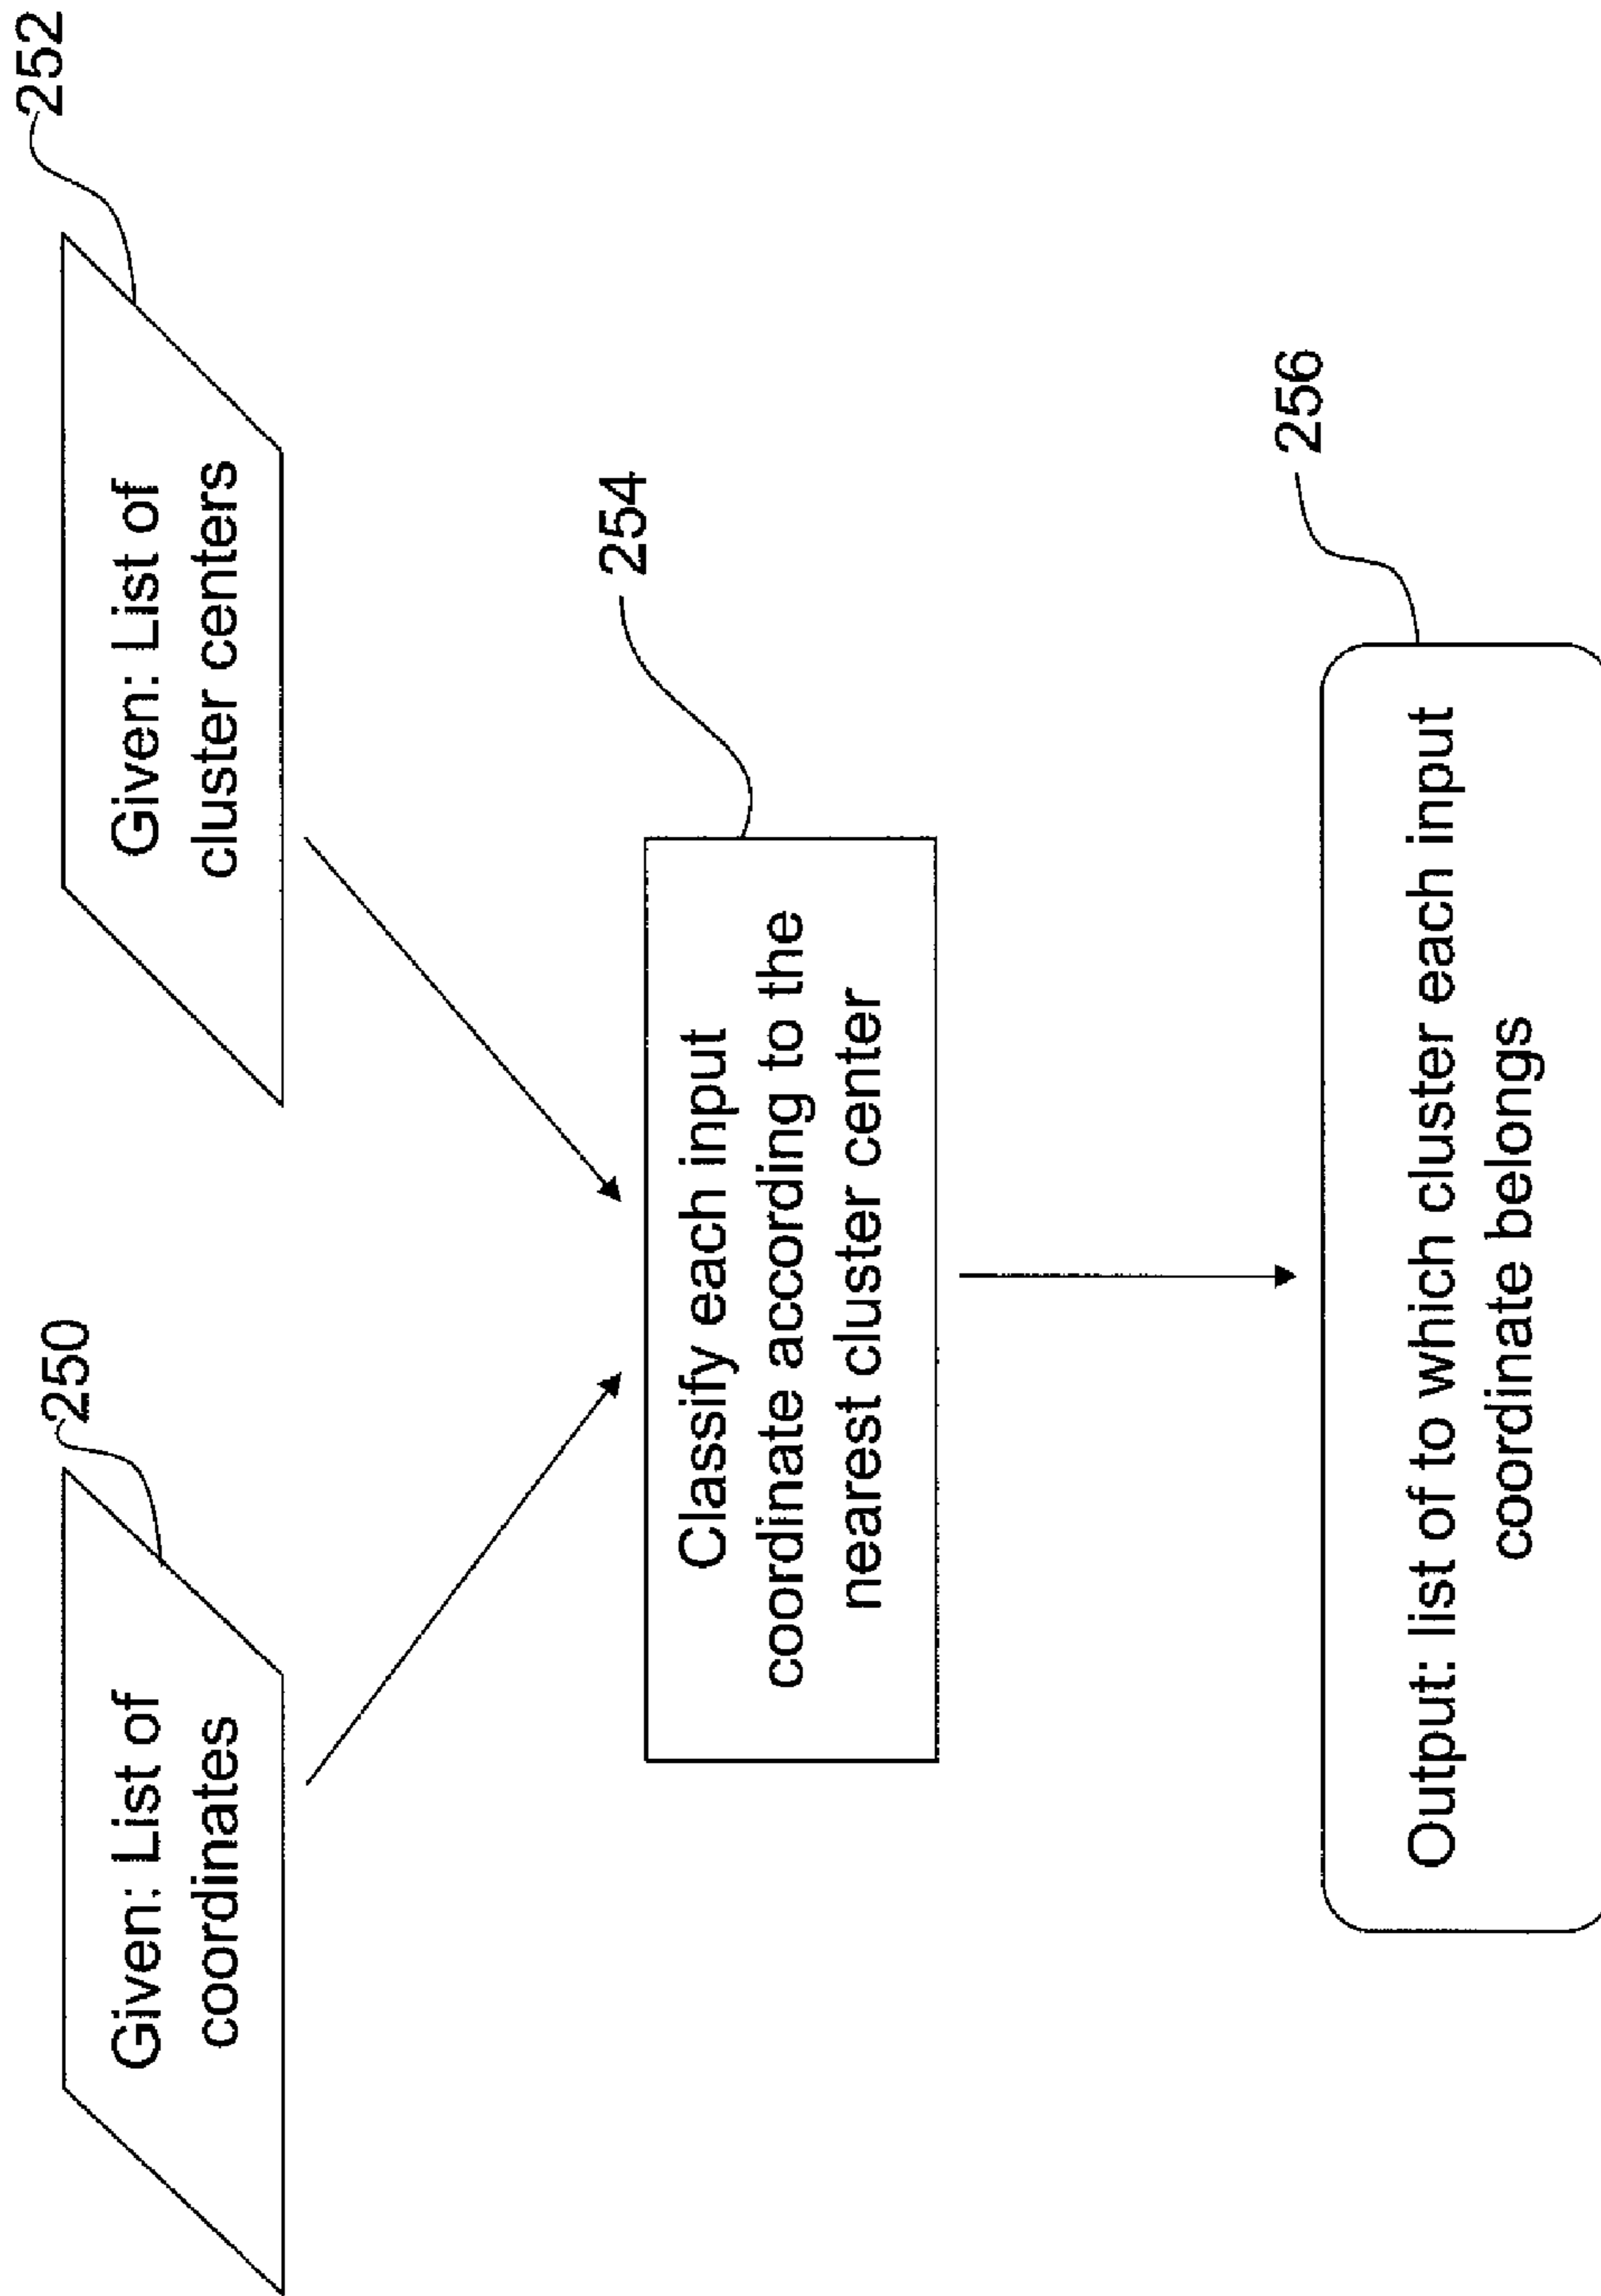 250
Given: List of
coordinates
252
Given: List of
cluster centers
254
Classify each input
coordinate according to the
nearest cluster center
256
Output: list of to which cluster each input
coordinate belongs